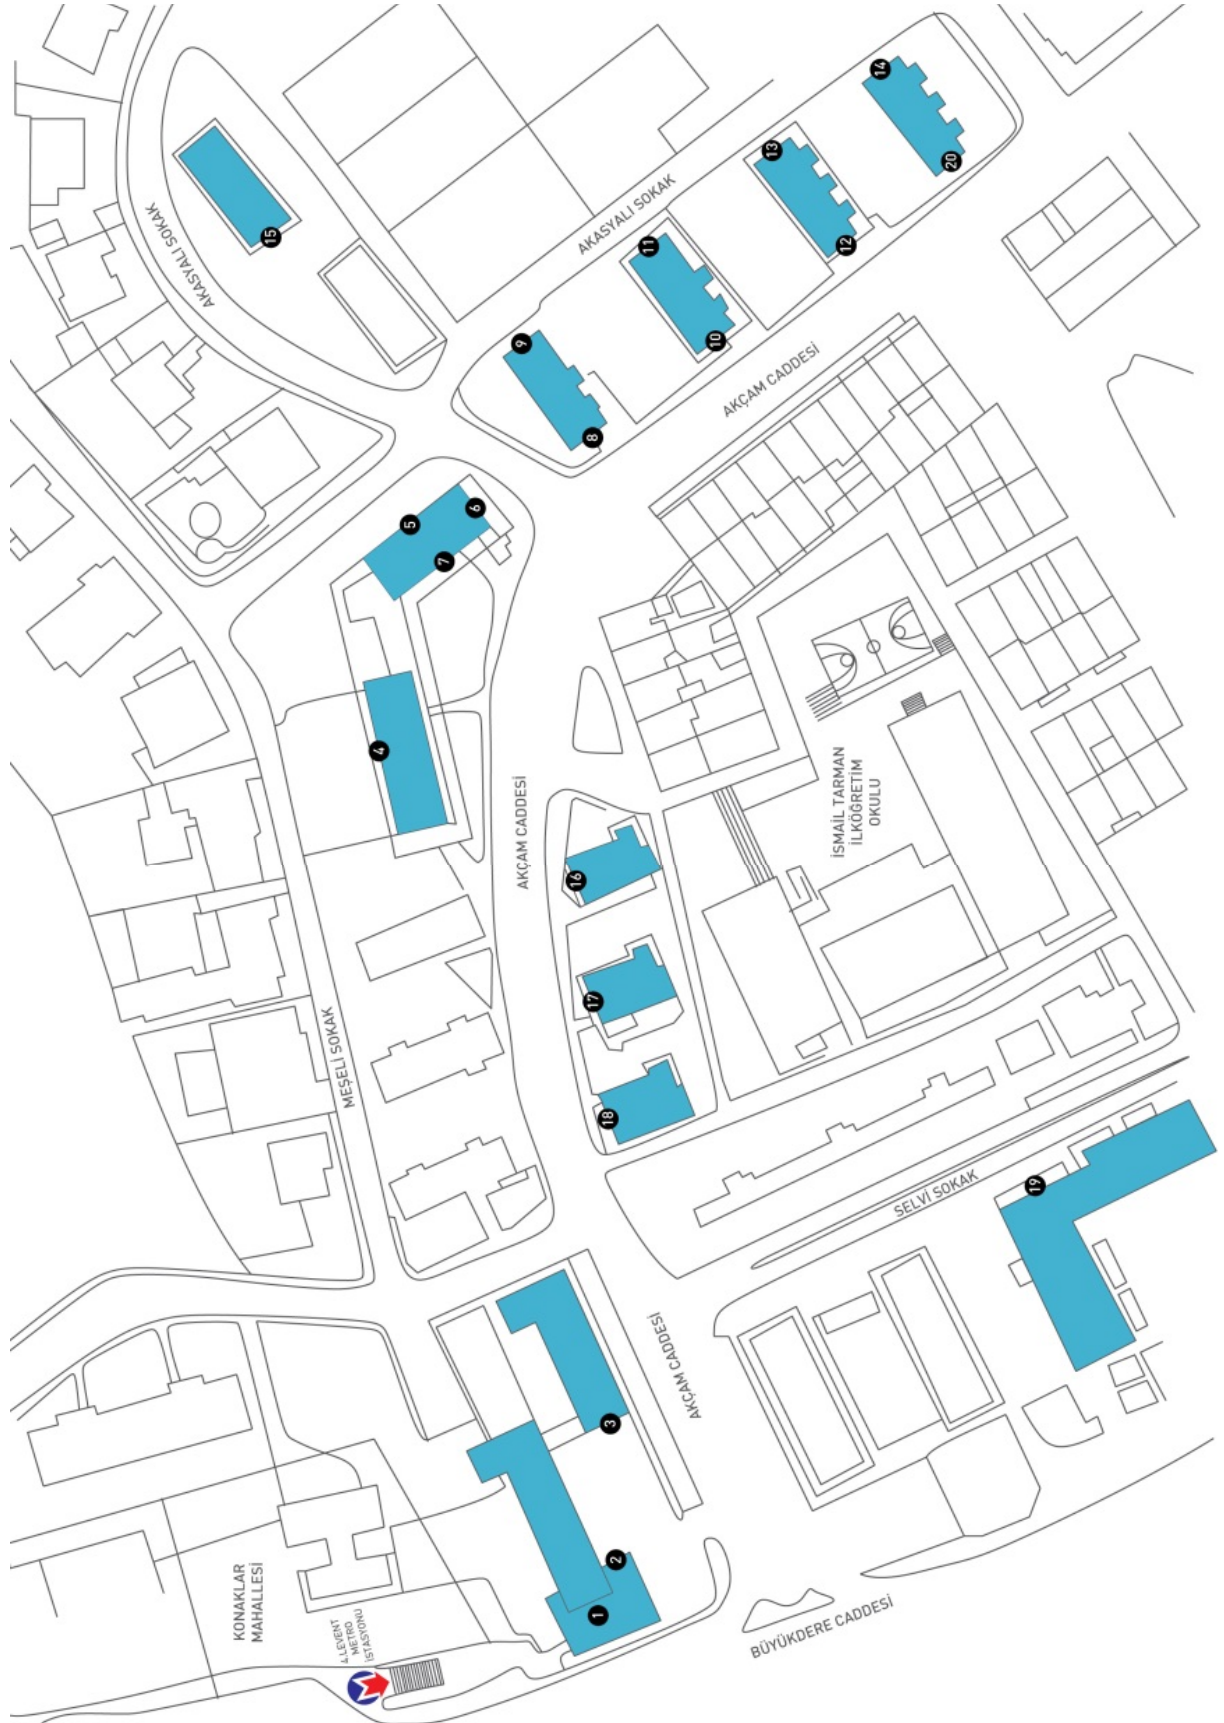 14
20
13
12
11
10
9
8
15
AKASYALI SOKAK
AKASYALI SOKAK
AKÇAM CADDESİ
5
6
7
4
AKÇAM CADDESİ
16
17
18
İSMAİL TARMAN
İLKÖĞRETİM
OKULU
MEŞELİ SOKAK
SELVİ SOKAK
19
AKÇAM CADDESİ
3
2
1
KONAKLAR
MAHALLESİ
4.LEVENT
METRO
İSTASYONU
BÜYÜKDERE CADDESİ